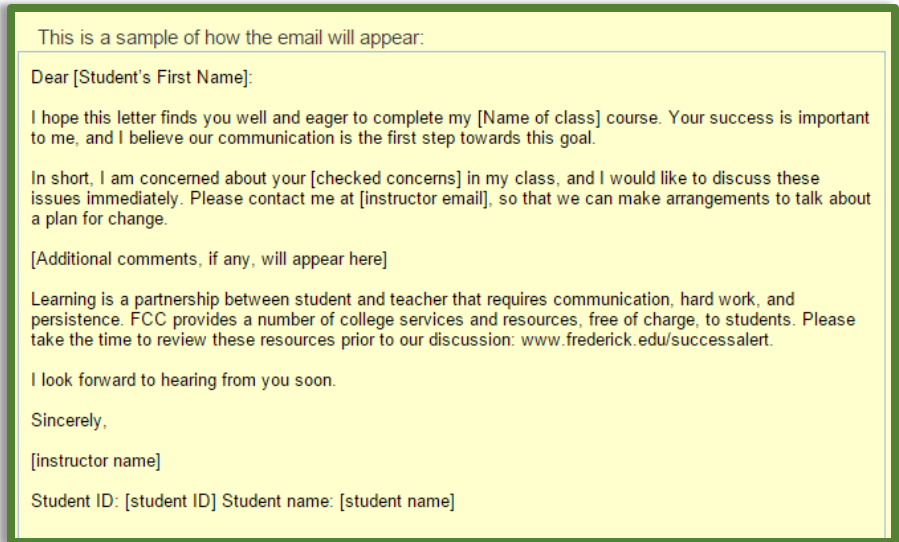 This is a sample of how the email will appear:
Dear [Student's First Name]:
I hope this letter finds you well and eager to complete my [Name of class] course. Your success is important
to me, and I believe our communication is the first step towards this goal.
In short, I am concerned about your [checked concerns] in my class, and I would like to discuss these
issues immediately. Please contact me at [instructor email], so that we can make arrangements to talk about
a plan for change.
[Additional comments, if any, will appear here]
Learning is a partnership between student and teacher that requires communication, hard work, and
persistence. FCC provides a number of college services and resources, free of charge, to students. Please
take the time to review these resources prior to our discussion: www.frederick.edu/successalert.
I look forward to hearing from you soon.
Sincerely,
[instructor name]
Student ID: [student ID] Student name: [student name]